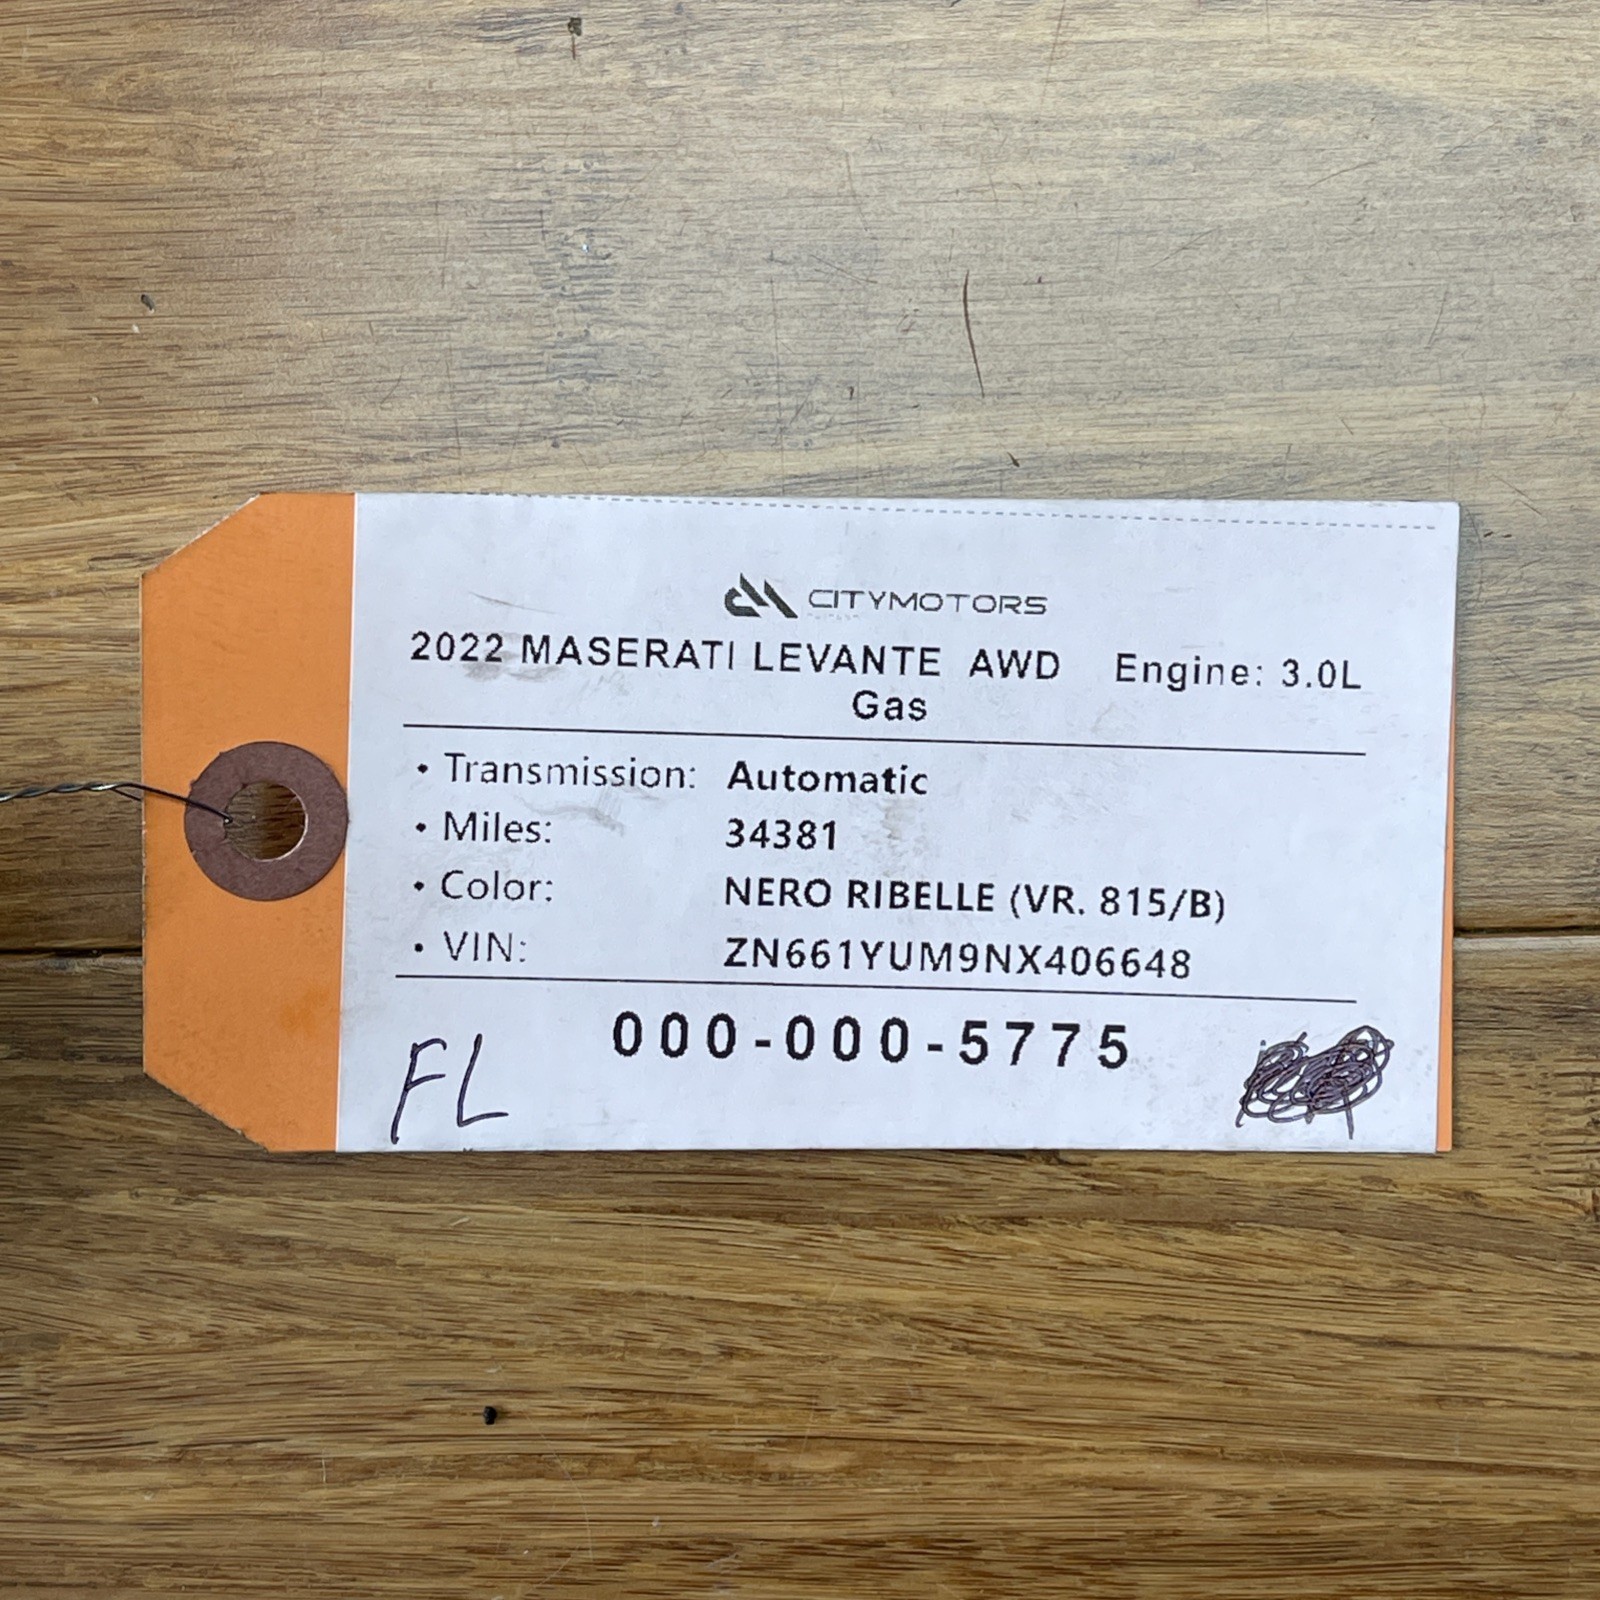 CITYMOTORS
2022 MASERATI LEVANTE AWD Engine: 3.0L
Gas
• Transmission: Automatic
• Miles: 34381
• Color: NERO RIBELLE (VR. 815/B)
• VIN: ZN661YUM9NX406648
000-000-5775
FL